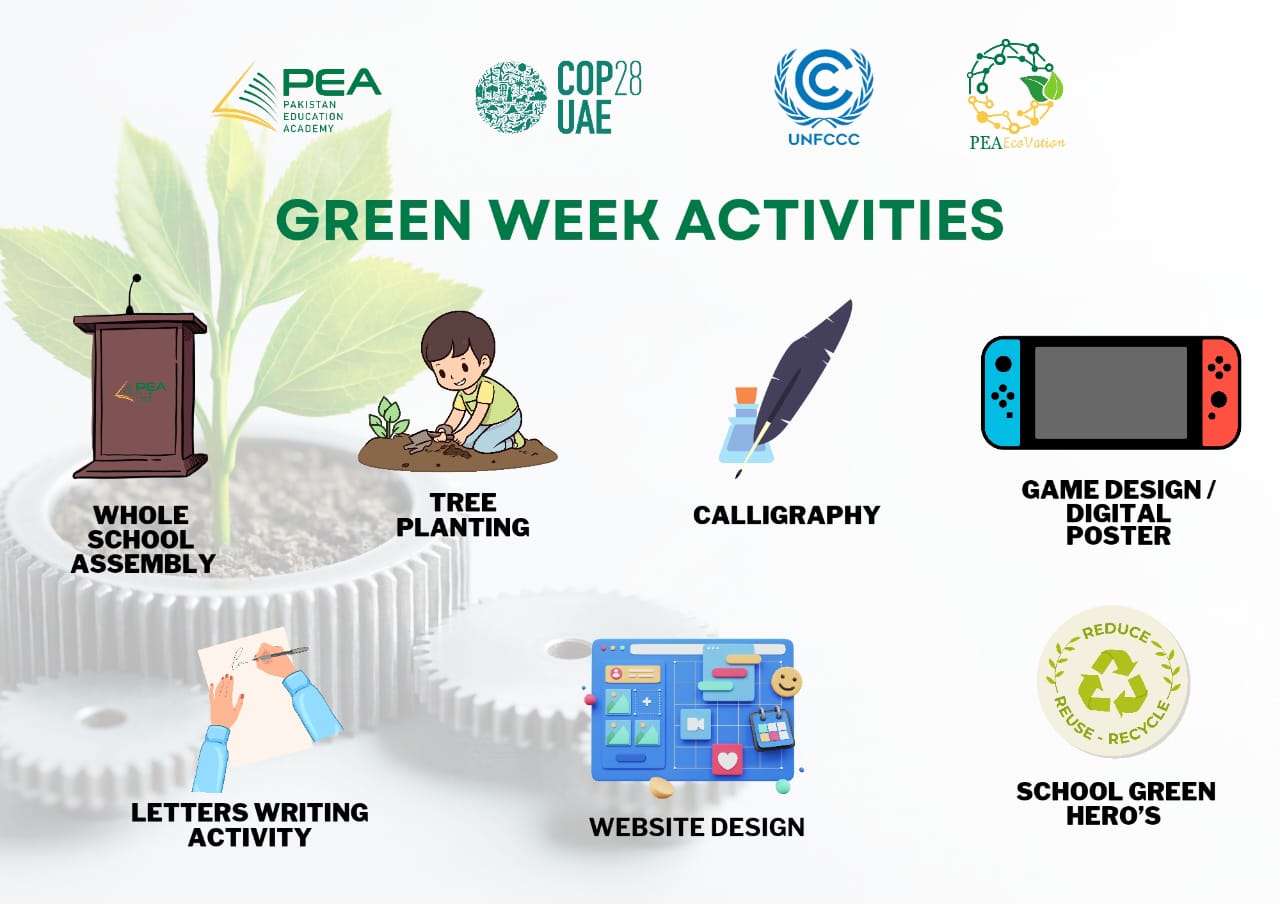 PEA
PAKISTAN
EDUCATION
ACADEMY
COP28
UAE
UNFCCC
PEA EcoVation
GREEN WEEK ACTIVITIES
PEA
WHOLE
SCHOOL
ASSEMBLY
TREE
PLANTING
CALLIGRAPHY
GAME DESIGN /
DIGITAL
POSTER
LETTERS WRITING
ACTIVITY
WEBSITE DESIGN
REDUCE
REUSE - RECYCLE
SCHOOL GREEN
HERO’S